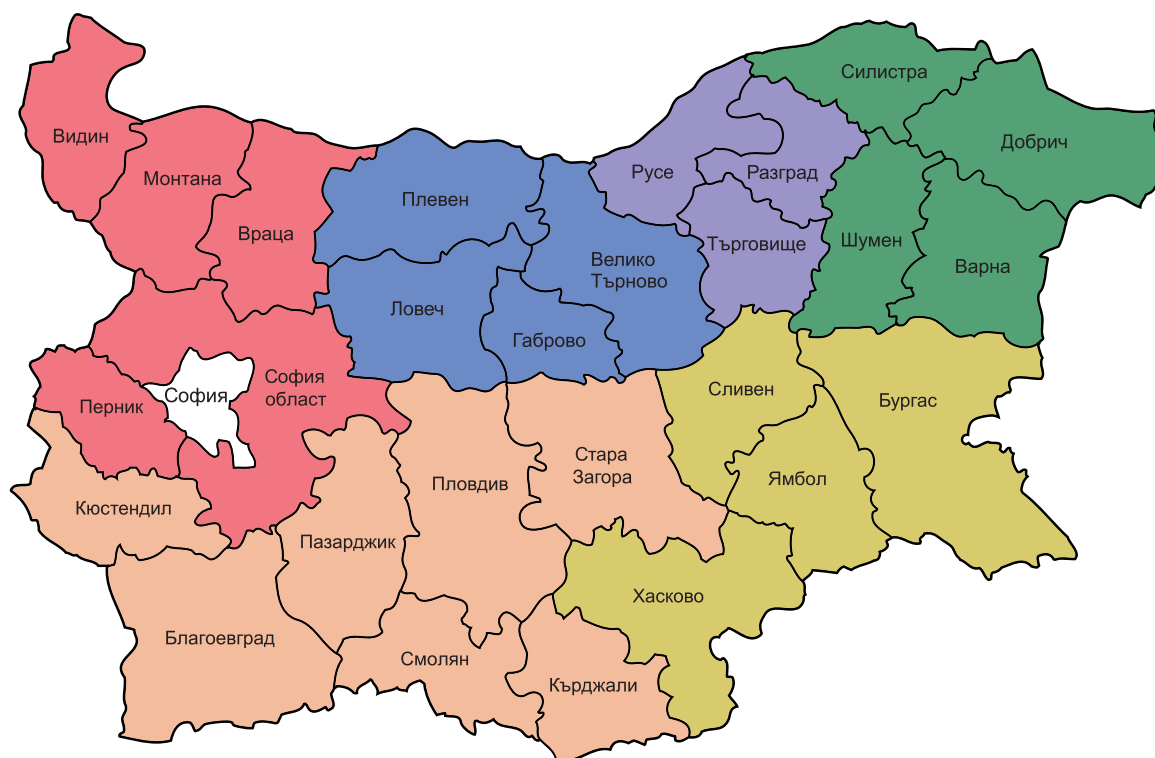 Силистра
Видин
Добрич
Русе
Разград
Монтана
Плевен
Враца
Търговище
Шумен
Велико
Търново
Варна
Ловеч
Габрово
София
област
София
Сливен
Бургас
Перник
Стара
Загора
Ямбол
Пловдив
Кюстендил
Пазарджик
Хасково
Благоевград
Смолян
Кърджали